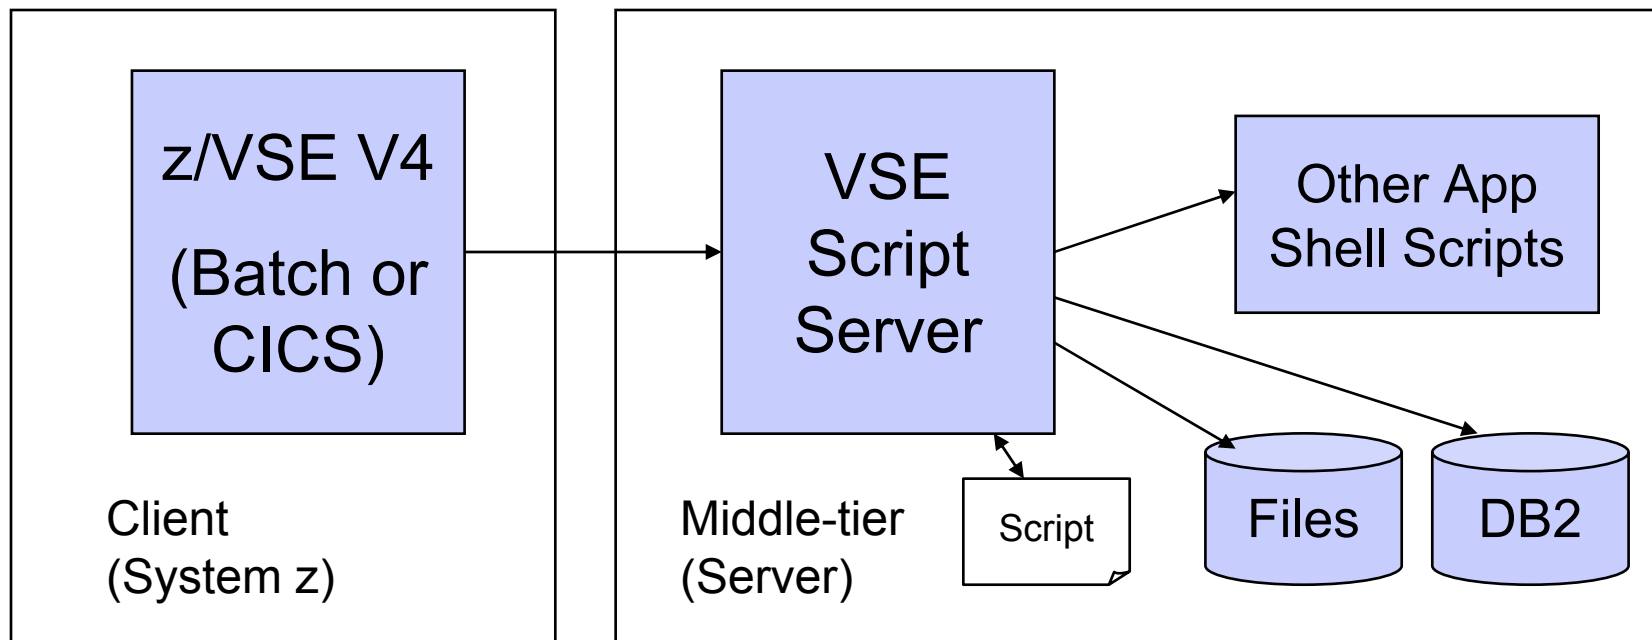 z/VSE V4
(Batch or
CICS)
Client
(System z)
VSE
Script
Server
Other App
Shell Scripts
Middle-tier
(Server)
Script
Files
DB2